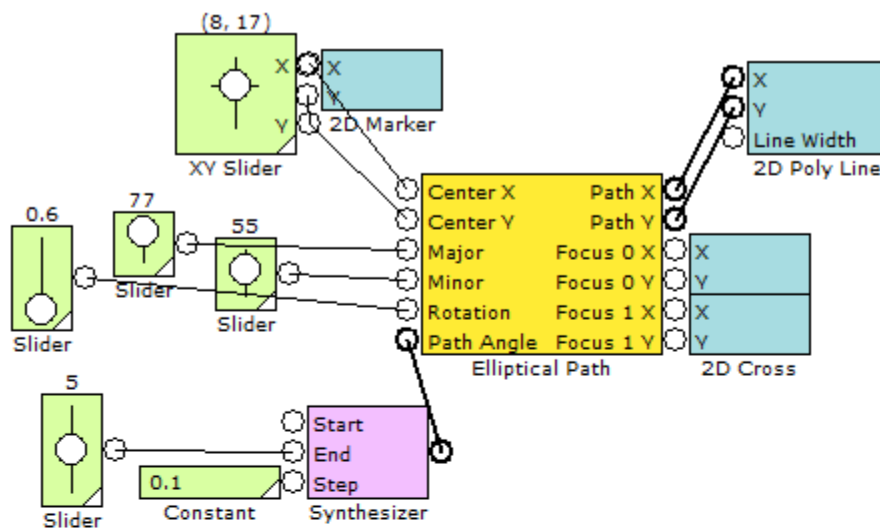 (8, 17)
X
Y
XY Slider
X
Y
2D Marker
X
Y
Line Width
2D Poly Line
0.6
Slider
77
Slider
55
Slider
Center X Path X
Center Y Path Y
Major Focus 0 X
Minor Focus 0 Y
Rotation Focus 1 X
Path Angle Focus 1 Y
Elliptical Path
X
Y
X
Y
2D Cross
5
Slider
0.1
Constant
Start
End
Step
Synthesizer